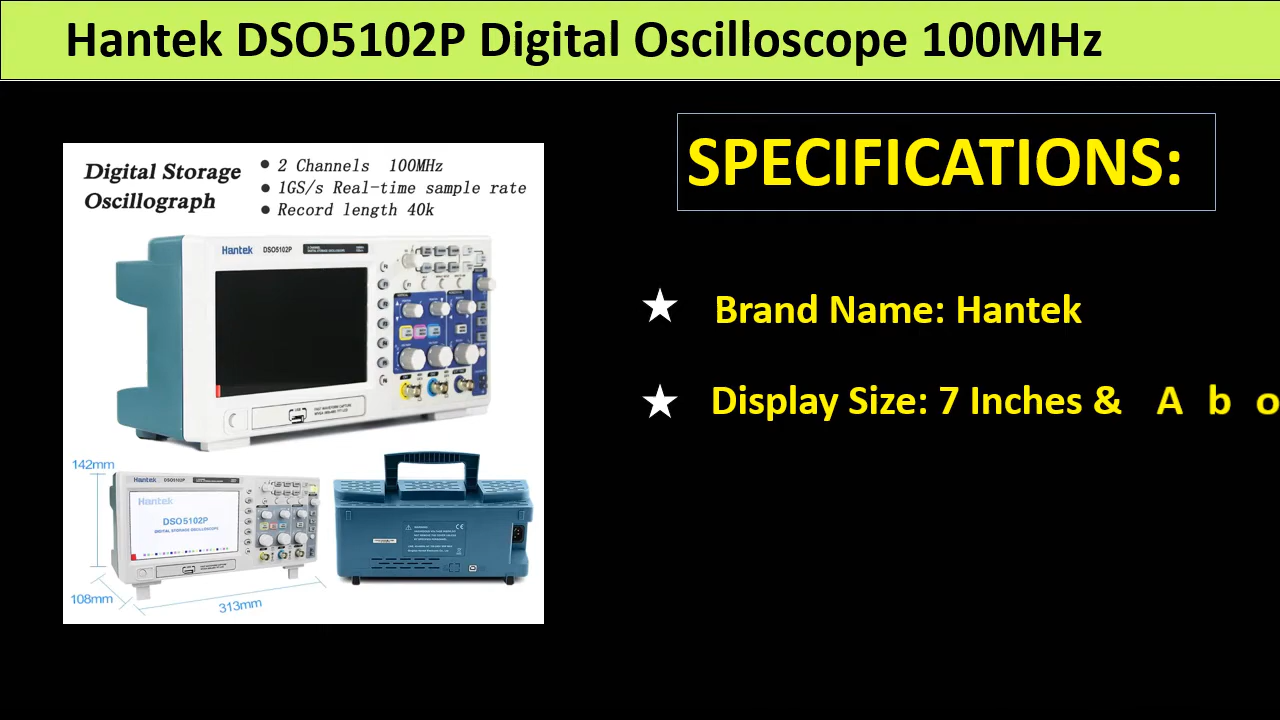 Hantek DSO5102P Digital Oscilloscope 100MHz
SPECIFICATIONS:
Digital Storage
Oscillograph
2 Channels 100MHz
1GS/s Real-time sample rate
Record length 40k
Hantek DSO5102P
Brand Name: Hantek
Display Size: 7 Inches & A b o
142mm
Hantek DSO5102P
Hantek
DSO5102P
DIGITAL STORAGE OSCILLOSCOPE
108mm
313mm